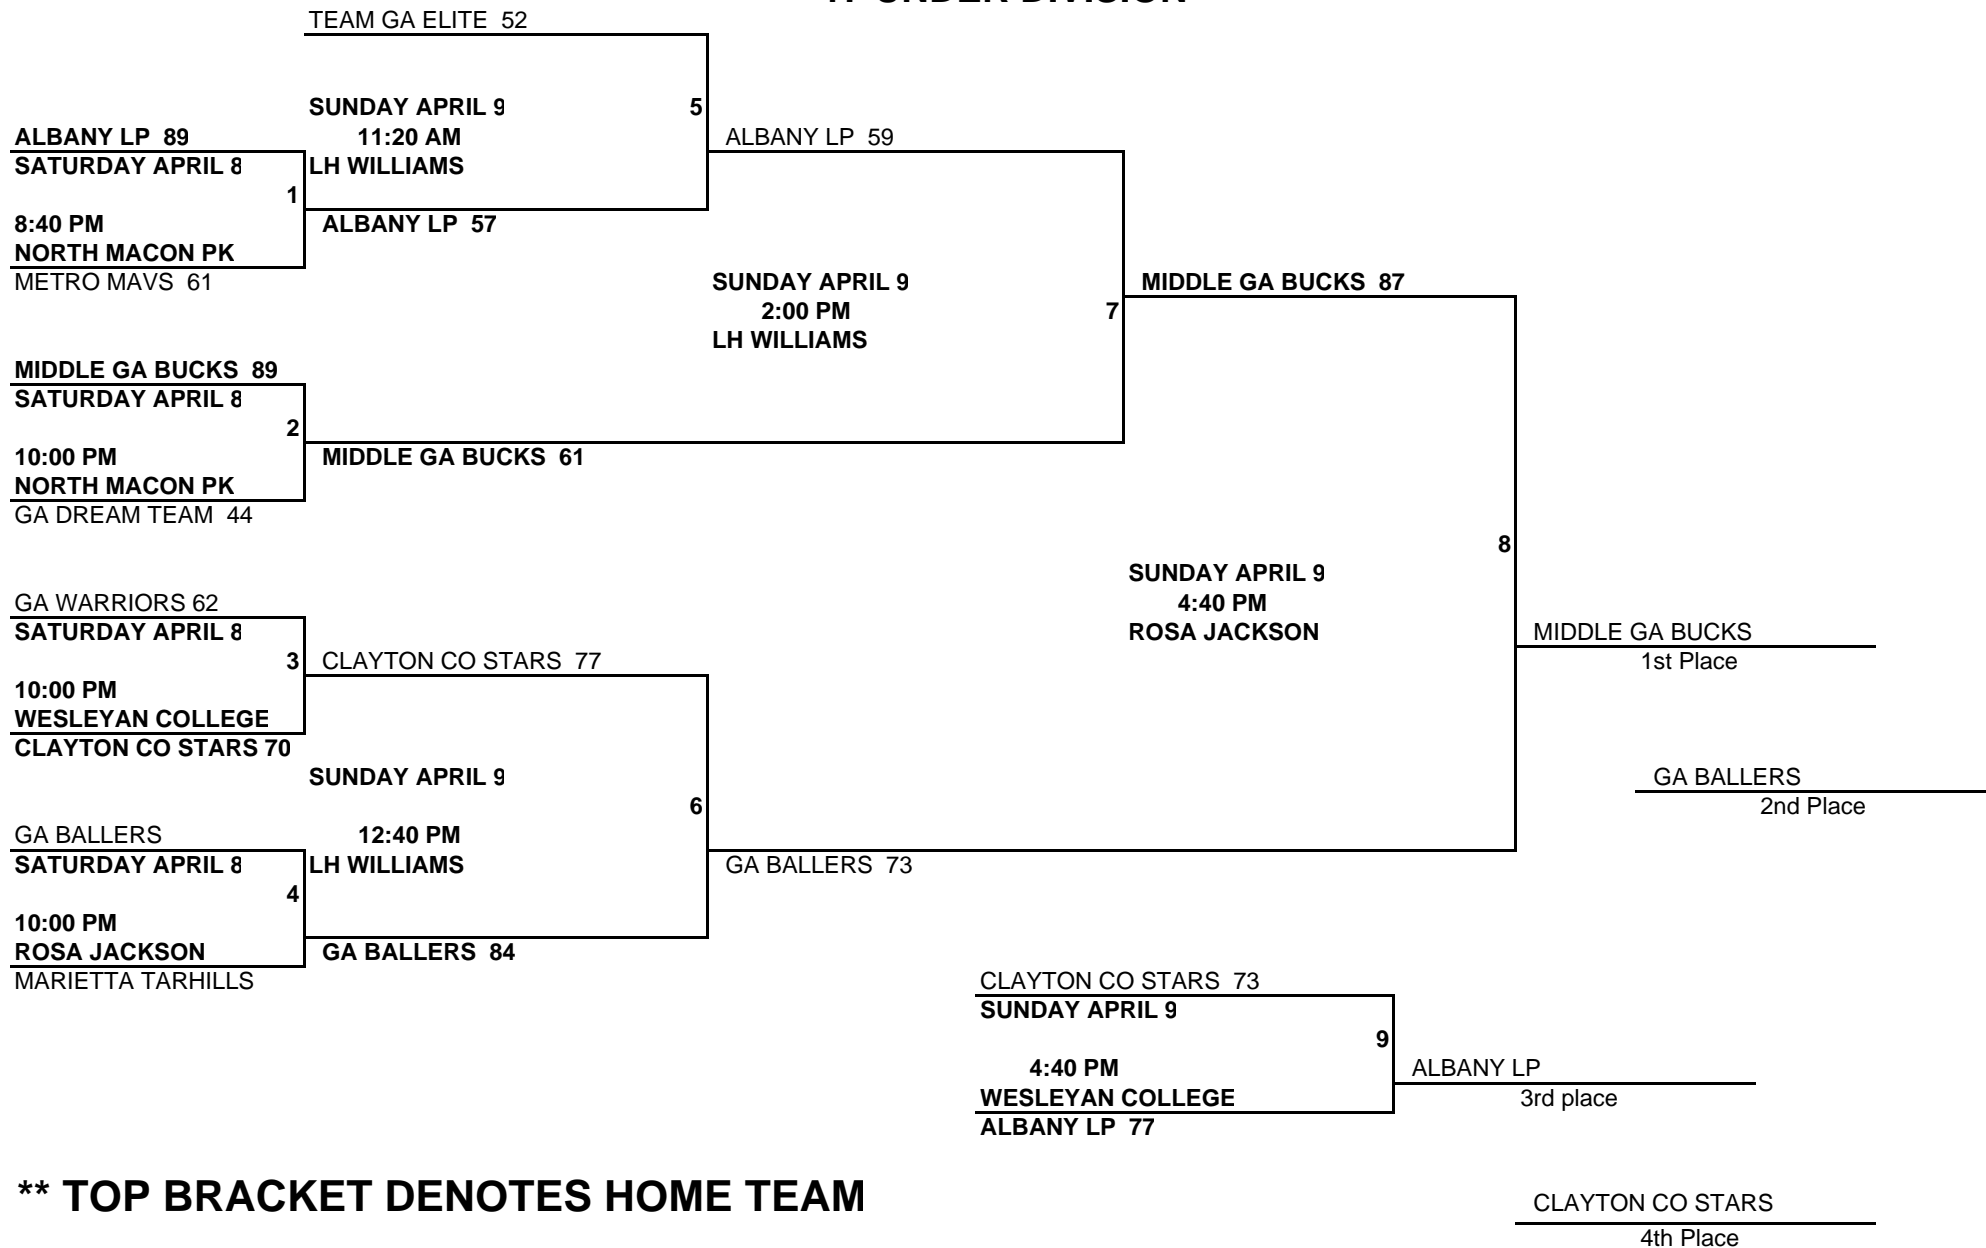 UNDER DIVISION
TEAM GA ELITE 52
SUNDAY APRIL 9
5
11:20 AM
LH WILLIAMS
ALBANY LP 89
SATURDAY APRIL 8
1
8:40 PM
NORTH MACON PK
METRO MAVS 61
ALBANY LP 57
ALBANY LP 59
SUNDAY APRIL 9
2:00 PM
7
LH WILLIAMS
MIDDLE GA BUCKS 87
MIDDLE GA BUCKS 89
SATURDAY APRIL 8
2
10:00 PM
NORTH MACON PK
GA DREAM TEAM 44
MIDDLE GA BUCKS 61
8
SUNDAY APRIL 9
4:40 PM
ROSA JACKSON
GA WARRIORS 62
SATURDAY APRIL 8
3
10:00 PM
WESLEYAN COLLEGE
CLAYTON CO STARS 70
CLAYTON CO STARS 77
MIDDLE GA BUCKS
1st Place
SUNDAY APRIL 9
6
12:40 PM
LH WILLIAMS
GA BALLERS
2nd Place
GA BALLERS
SATURDAY APRIL 8
4
10:00 PM
ROSA JACKSON
MARIETTA TARHILLS
GA BALLERS 84
GA BALLERS 73
CLAYTON CO STARS 73
SUNDAY APRIL 9
9
4:40 PM
WESLEYAN COLLEGE
ALBANY LP 77
ALBANY LP
3rd place
** TOP BRACKET DENOTES HOME TEAM
CLAYTON CO STARS
4th Place